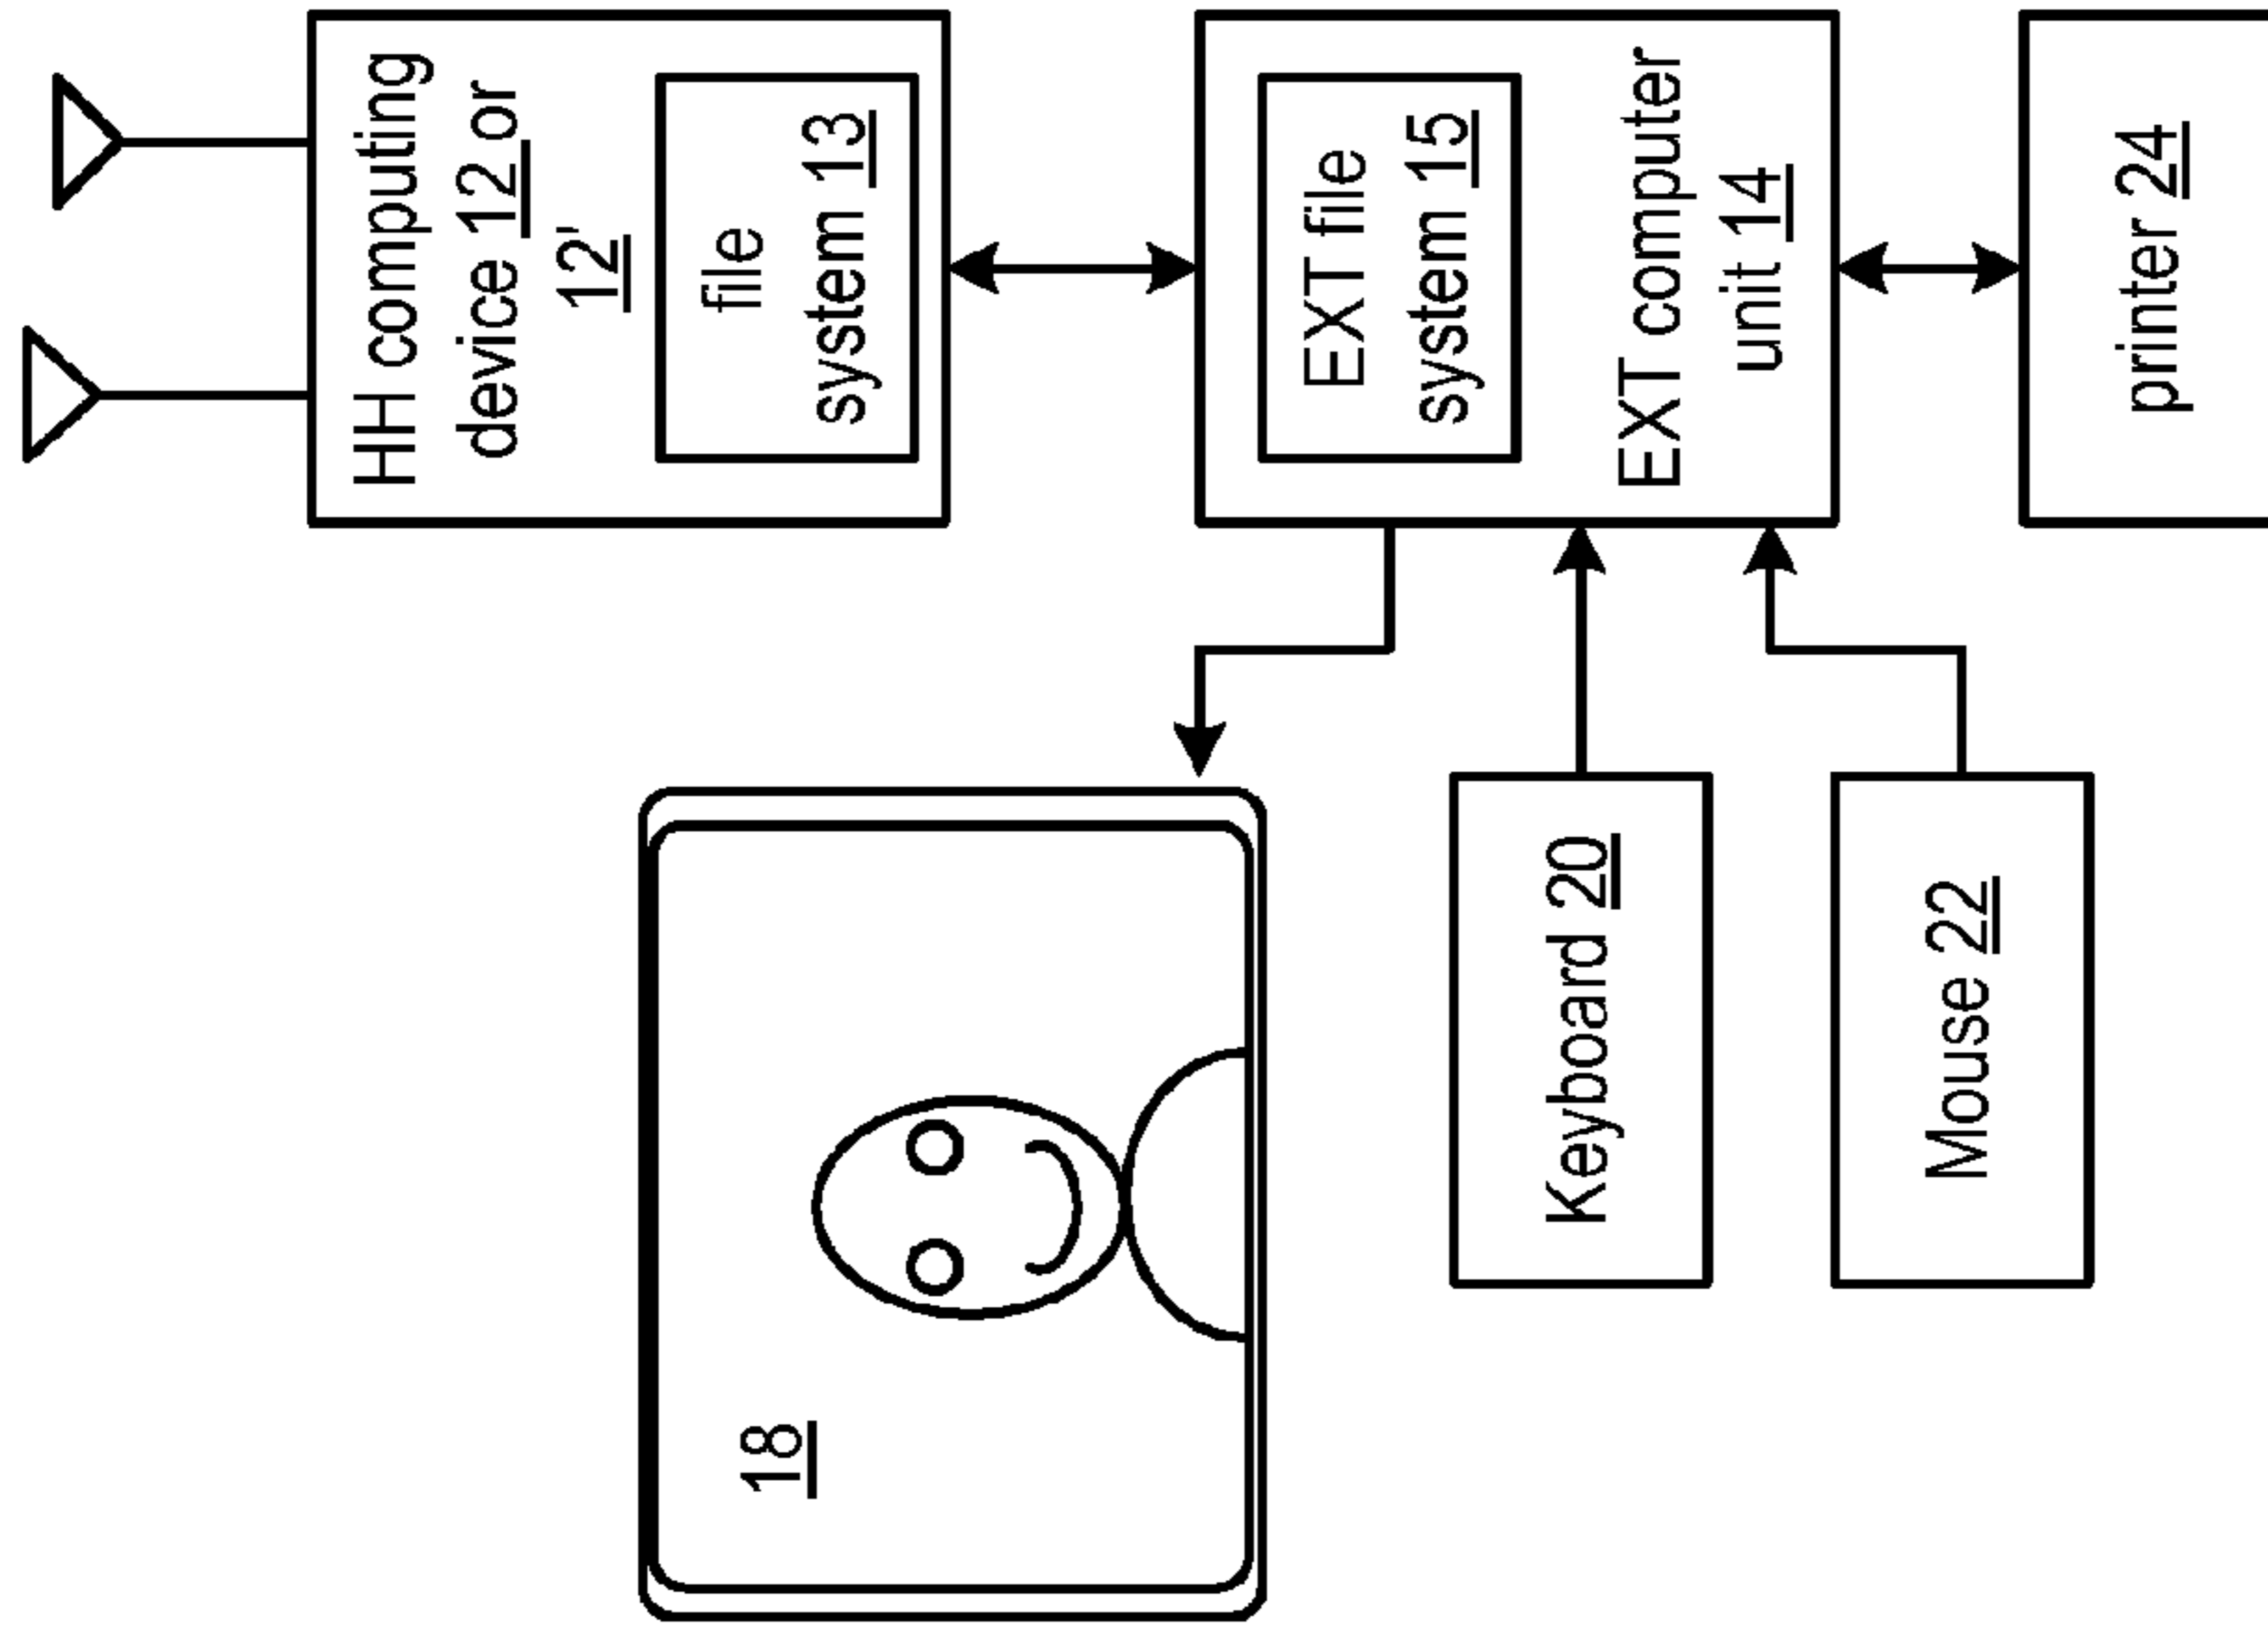 HH computing
device 12 or
12'
file
system 13
EXT file
system 15
EXT computer
unit 14
printer 24
18
Keyboard 20
Mouse 22